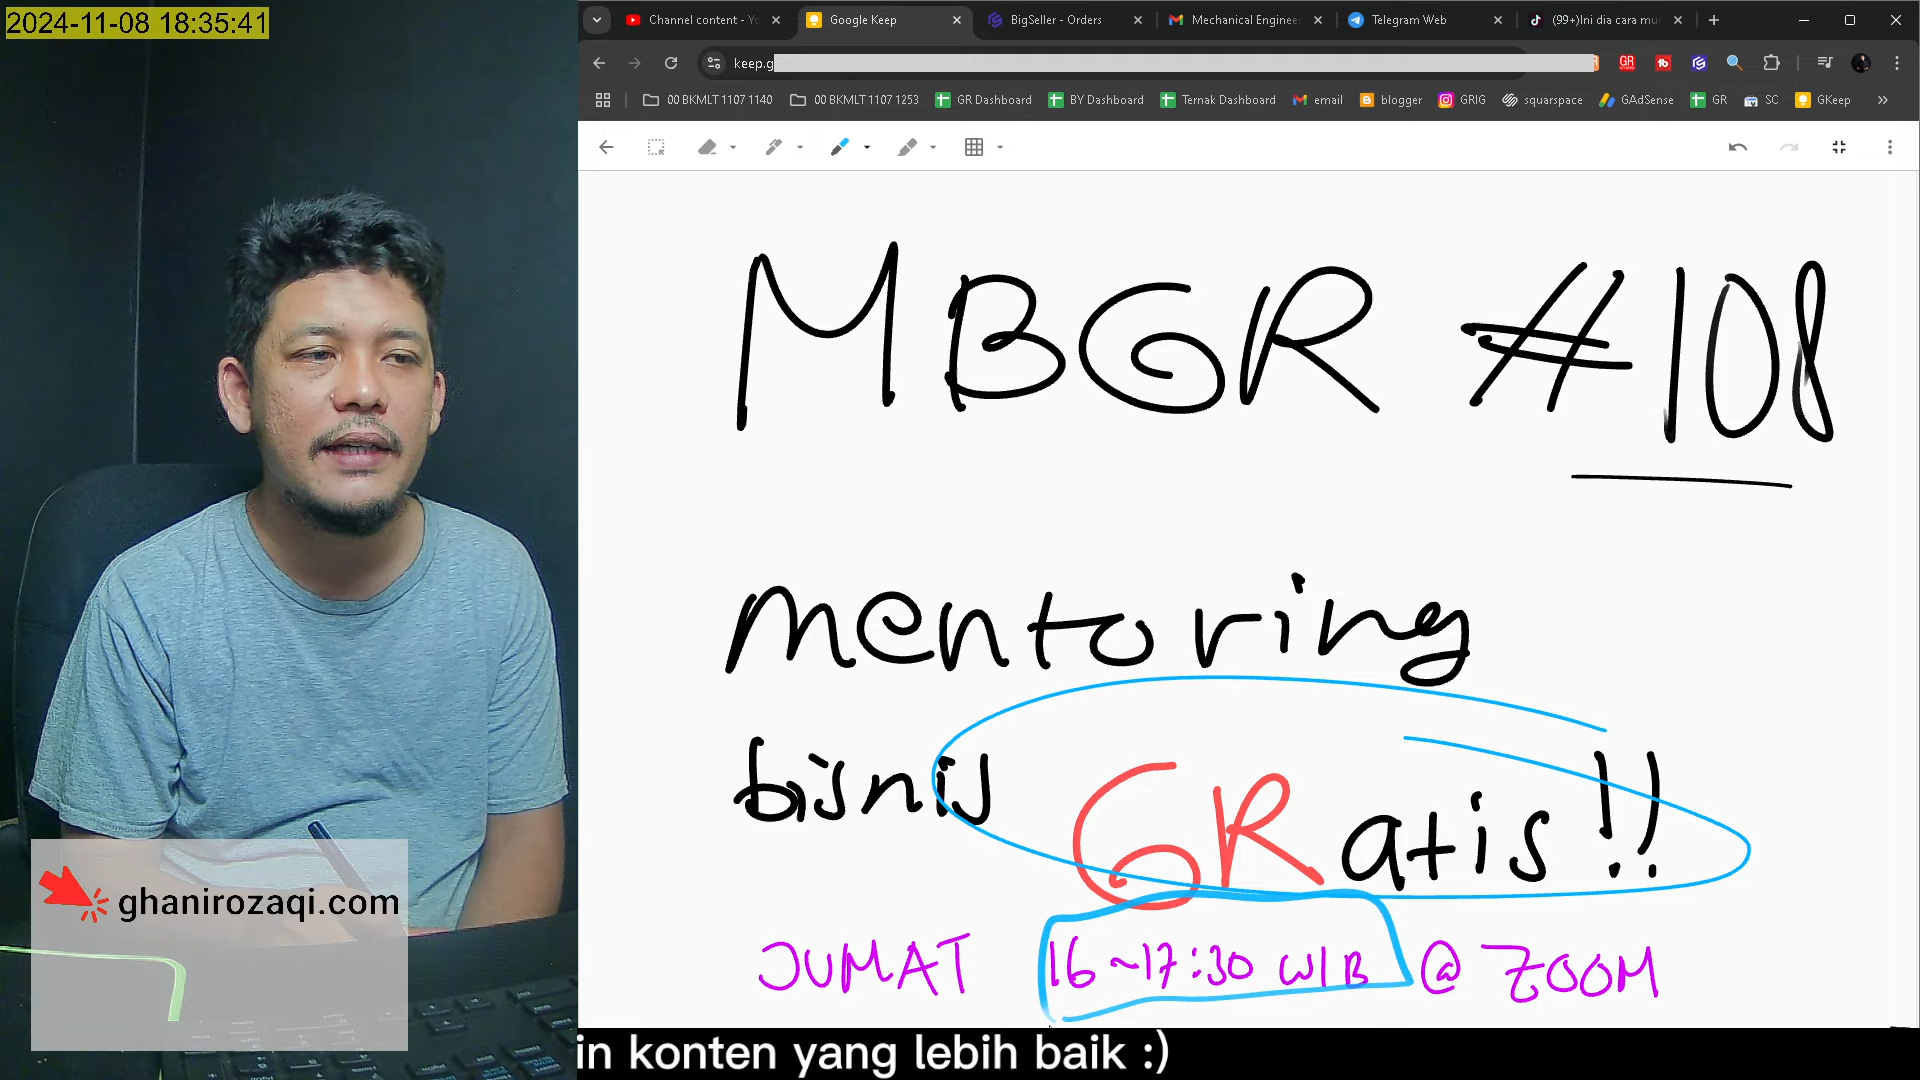 2024-11-08 18:35:41
Channel content - Yo
Google Keep
BigSeller - Orders
Mechanical Enginee
Telegram Web
(99+)Ini dia cara mu
keep.g
00 BKMLT 1107 1140
00 BKMLT 1107 1253
GR Dashboard
BY Dashboard
Ternak Dashboard
email
blogger
GRIG
squarspace
GAdSense
GR
SC
GKeep
MBGR #108
mentoring
bisnis GRatis!!
JUMAT 16~17:30 WIB @ ZOOM
ghanirozaqi.com
in konten yang lebih baik :)